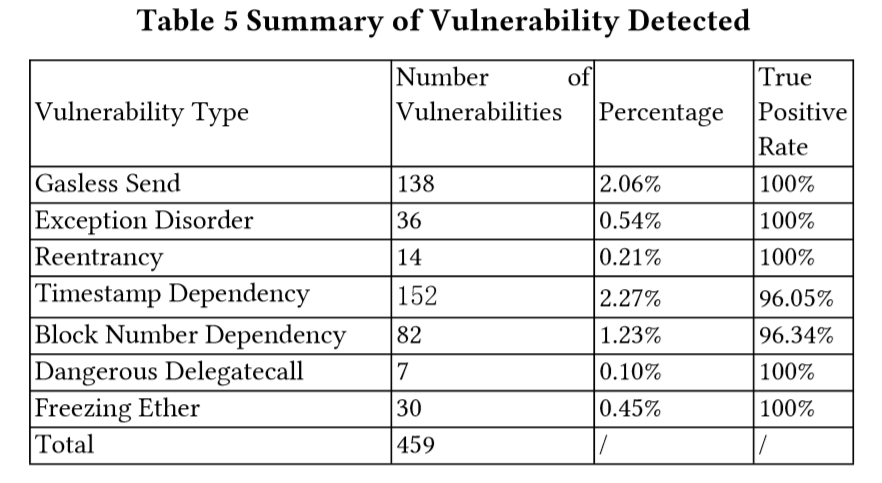 Table 5 Summary of Vulnerability Detected
Vulnerability Type Number of Vulnerabilities Percentage True Positive Rate
Gasless Send 138 2.06% 100%
Exception Disorder 36 0.54% 100%
Reentrancy 14 0.21% 100%
Timestamp Dependency 152 2.27% 96.05%
Block Number Dependency 82 1.23% 96.34%
Dangerous Delegatecall 7 0.10% 100%
Freezing Ether 30 0.45% 100%
Total 459 / /